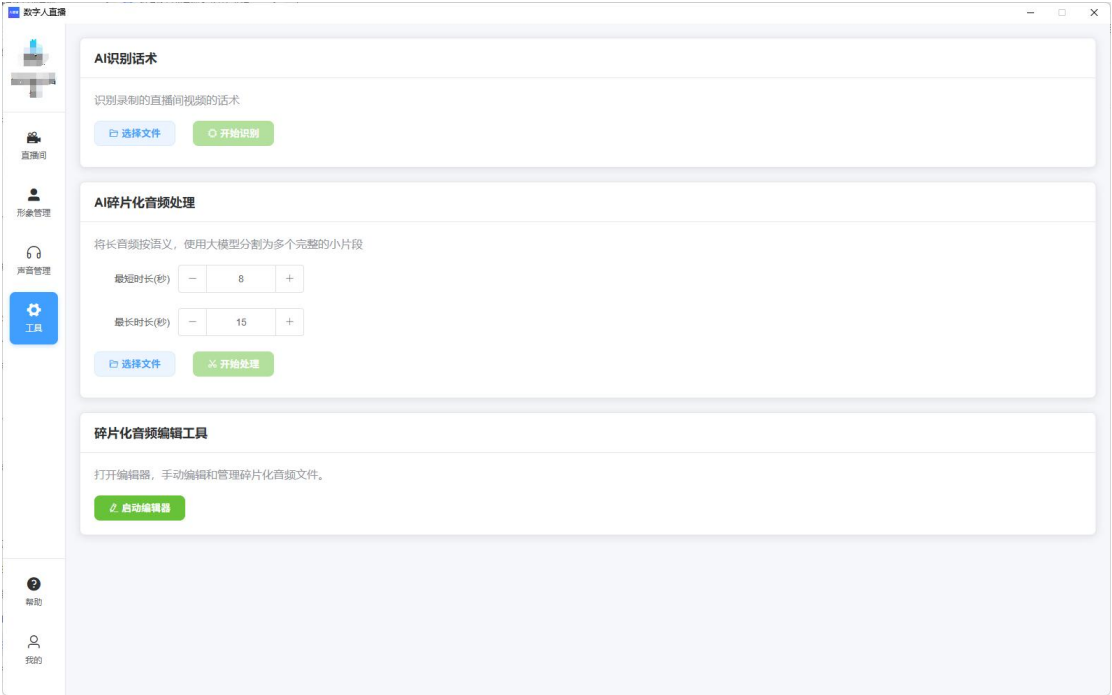 数字人直播
直播间
形象管理
声音管理
工具
帮助
我的
AI识别话术
识别录制的直播间视频的话术
选择文件
开始识别
AI碎片化音频处理
将长音频按语义，使用大模型分割为多个完整的小片段
最短时长(秒) − 8 +
最长时长(秒) − 15 +
选择文件
开始处理
碎片化音频编辑工具
打开编辑器，手动编辑和管理碎片化音频文件。
启动编辑器